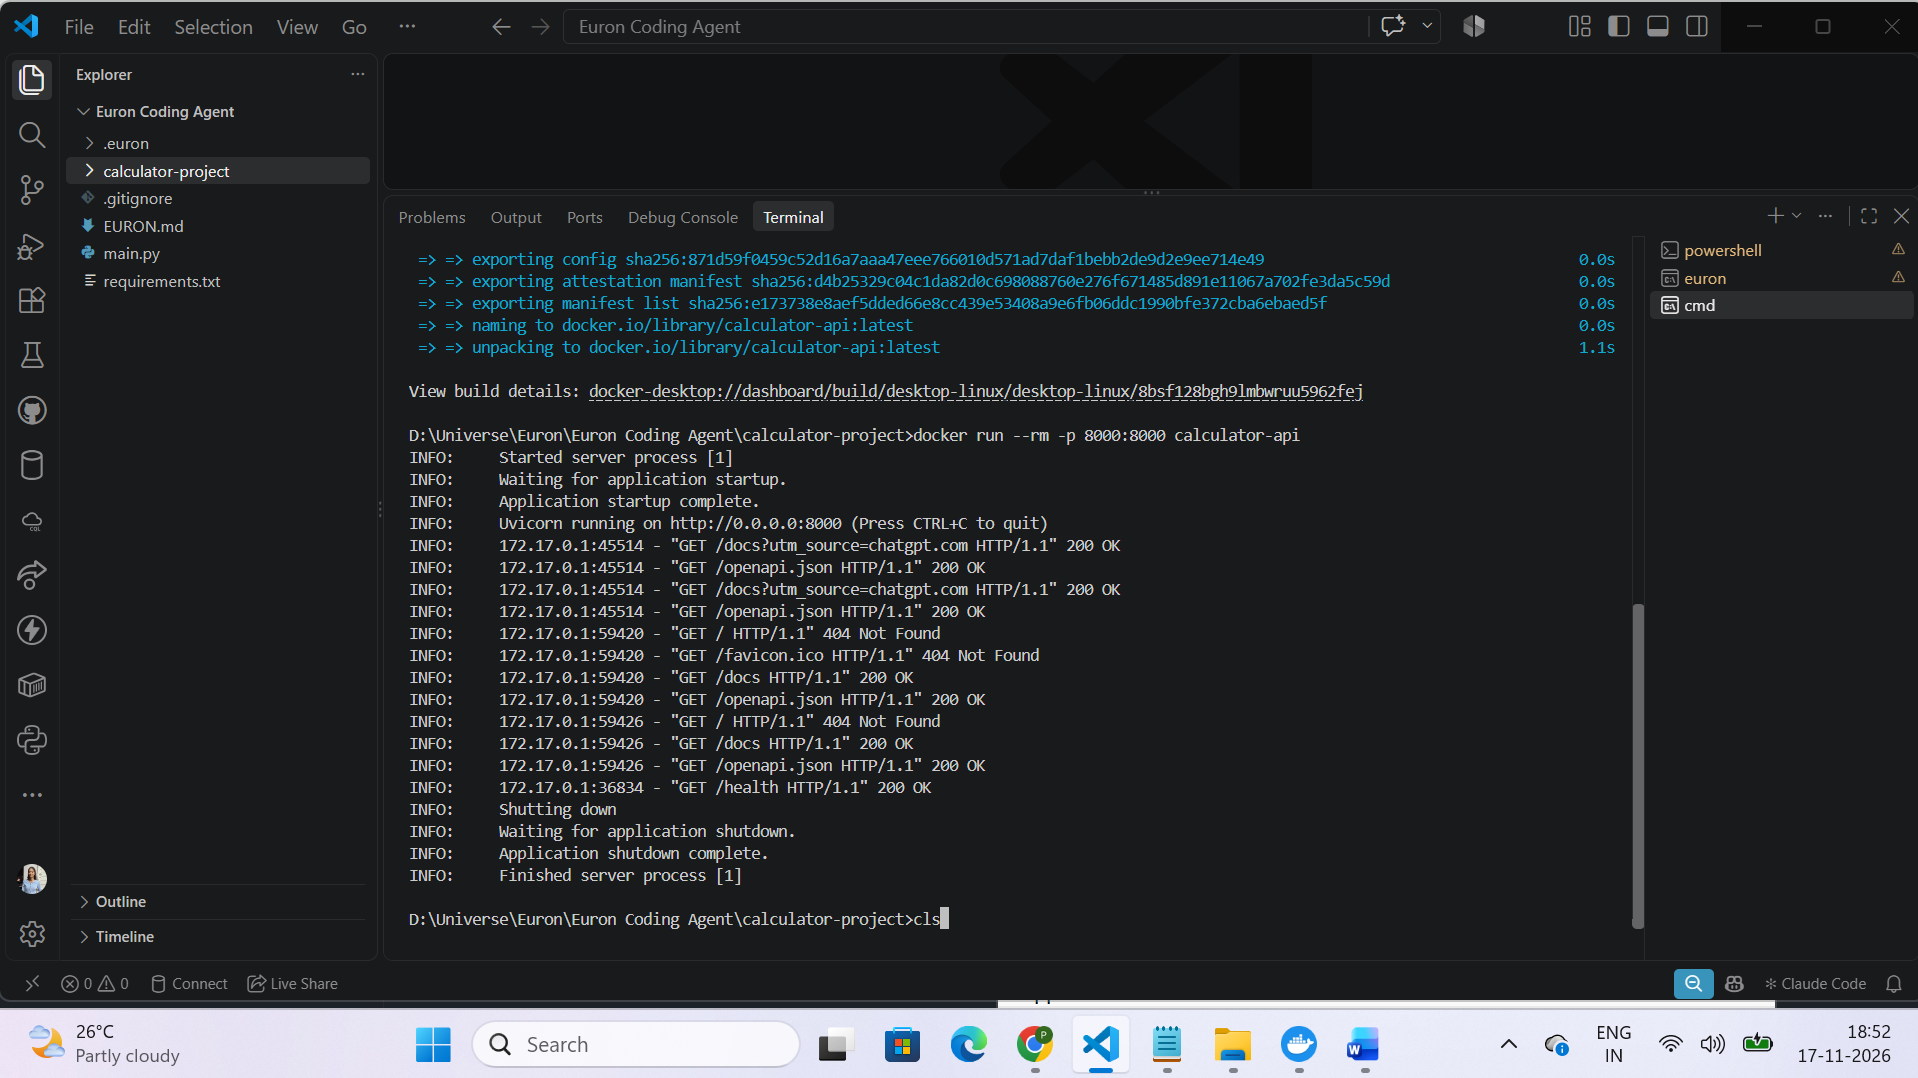 File Edit Selection View Go ···
Euron Coding Agent
Explorer ···
Euron Coding Agent
.euron
calculator-project
.gitignore
EURON.md
main.py
requirements.txt
Outline
Timeline
Problems Output Ports Debug Console Terminal
=> => exporting config sha256:871d59f0459c52d16a7aaa47eee766010d571ad7daf1bebb2de9d2e9ee714e49 0.0s
=> => exporting attestation manifest sha256:d4b25329c04c1da82d0c698088760e276f671485d891e11067a702fe3da5c59d 0.0s
=> => exporting manifest list sha256:e173738e8aef5dded66e8cc439e53408a9e6fb06ddc1990bfe372cba6ebaed5f 0.0s
=> => naming to docker.io/library/calculator-api:latest 0.0s
=> => unpacking to docker.io/library/calculator-api:latest 1.1s
View build details: docker-desktop://dashboard/build/desktop-linux/desktop-linux/8bsf128bgh9lmbwruu5962fej
D:\Universe\Euron\Euron Coding Agent\calculator-project>docker run --rm -p 8000:8000 calculator-api
INFO: Started server process [1]
INFO: Waiting for application startup.
INFO: Application startup complete.
INFO: Uvicorn running on http://0.0.0.0:8000 (Press CTRL+C to quit)
INFO: 172.17.0.1:45514 - "GET /docs?utm_source=chatgpt.com HTTP/1.1" 200 OK
INFO: 172.17.0.1:45514 - "GET /openapi.json HTTP/1.1" 200 OK
INFO: 172.17.0.1:45514 - "GET /docs?utm_source=chatgpt.com HTTP/1.1" 200 OK
INFO: 172.17.0.1:45514 - "GET /openapi.json HTTP/1.1" 200 OK
INFO: 172.17.0.1:59420 - "GET / HTTP/1.1" 404 Not Found
INFO: 172.17.0.1:59420 - "GET /favicon.ico HTTP/1.1" 404 Not Found
INFO: 172.17.0.1:59420 - "GET /docs HTTP/1.1" 200 OK
INFO: 172.17.0.1:59420 - "GET /openapi.json HTTP/1.1" 200 OK
INFO: 172.17.0.1:59426 - "GET / HTTP/1.1" 404 Not Found
INFO: 172.17.0.1:59426 - "GET /docs HTTP/1.1" 200 OK
INFO: 172.17.0.1:59426 - "GET /openapi.json HTTP/1.1" 200 OK
INFO: 172.17.0.1:36834 - "GET /health HTTP/1.1" 200 OK
INFO: Shutting down
INFO: Waiting for application shutdown.
INFO: Application shutdown complete.
INFO: Finished server process [1]
D:\Universe\Euron\Euron Coding Agent\calculator-project>cls
powershell
euron
cmd
0 0 Connect Live Share
Claude Code
26°C
Partly cloudy
Search
ENG
IN
18:52
17-11-2026